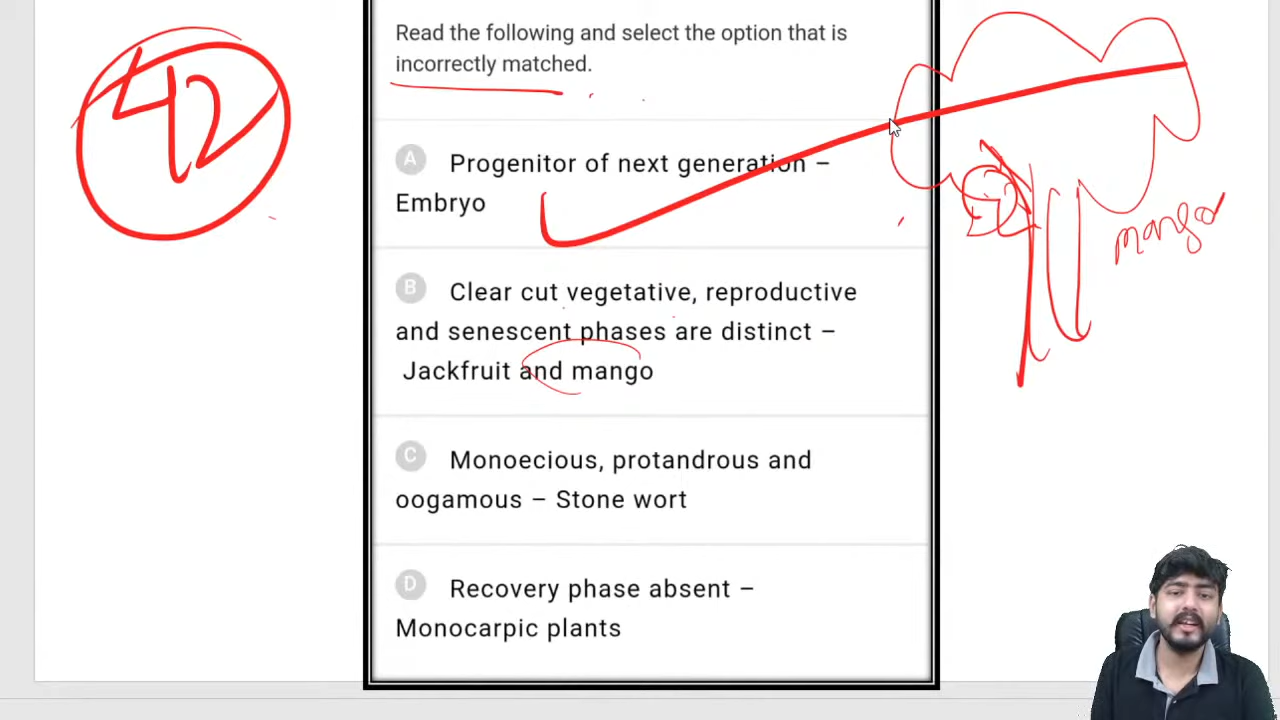 42
Read the following and select the option that is
incorrectly matched.
A Progenitor of next generation –
Embryo
B Clear cut vegetative, reproductive
and senescent phases are distinct –
Jackfruit and mango
C Monoecious, protandrous and
oogamous – Stone wort
D Recovery phase absent –
Monocarpic plants
mango